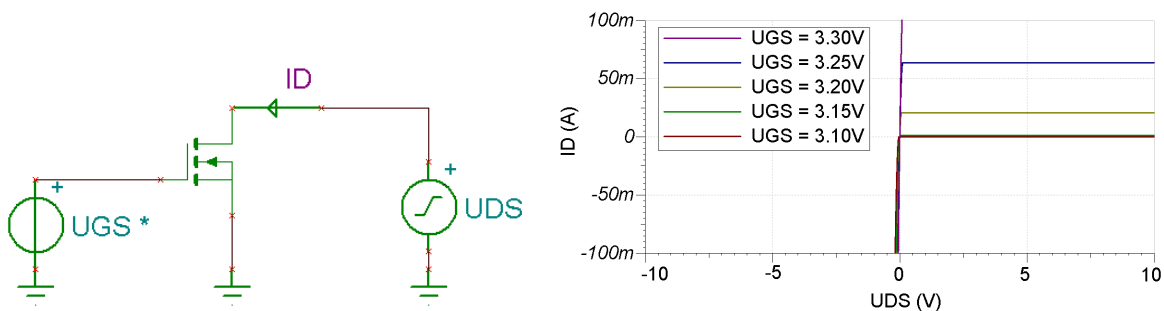 ID
+
UGS *
+
UDS
ID (A)
100m
50m
0
-50m
-100m
UGS = 3.30V
UGS = 3.25V
UGS = 3.20V
UGS = 3.15V
UGS = 3.10V
-10
-5
0
5
10
UDS (V)